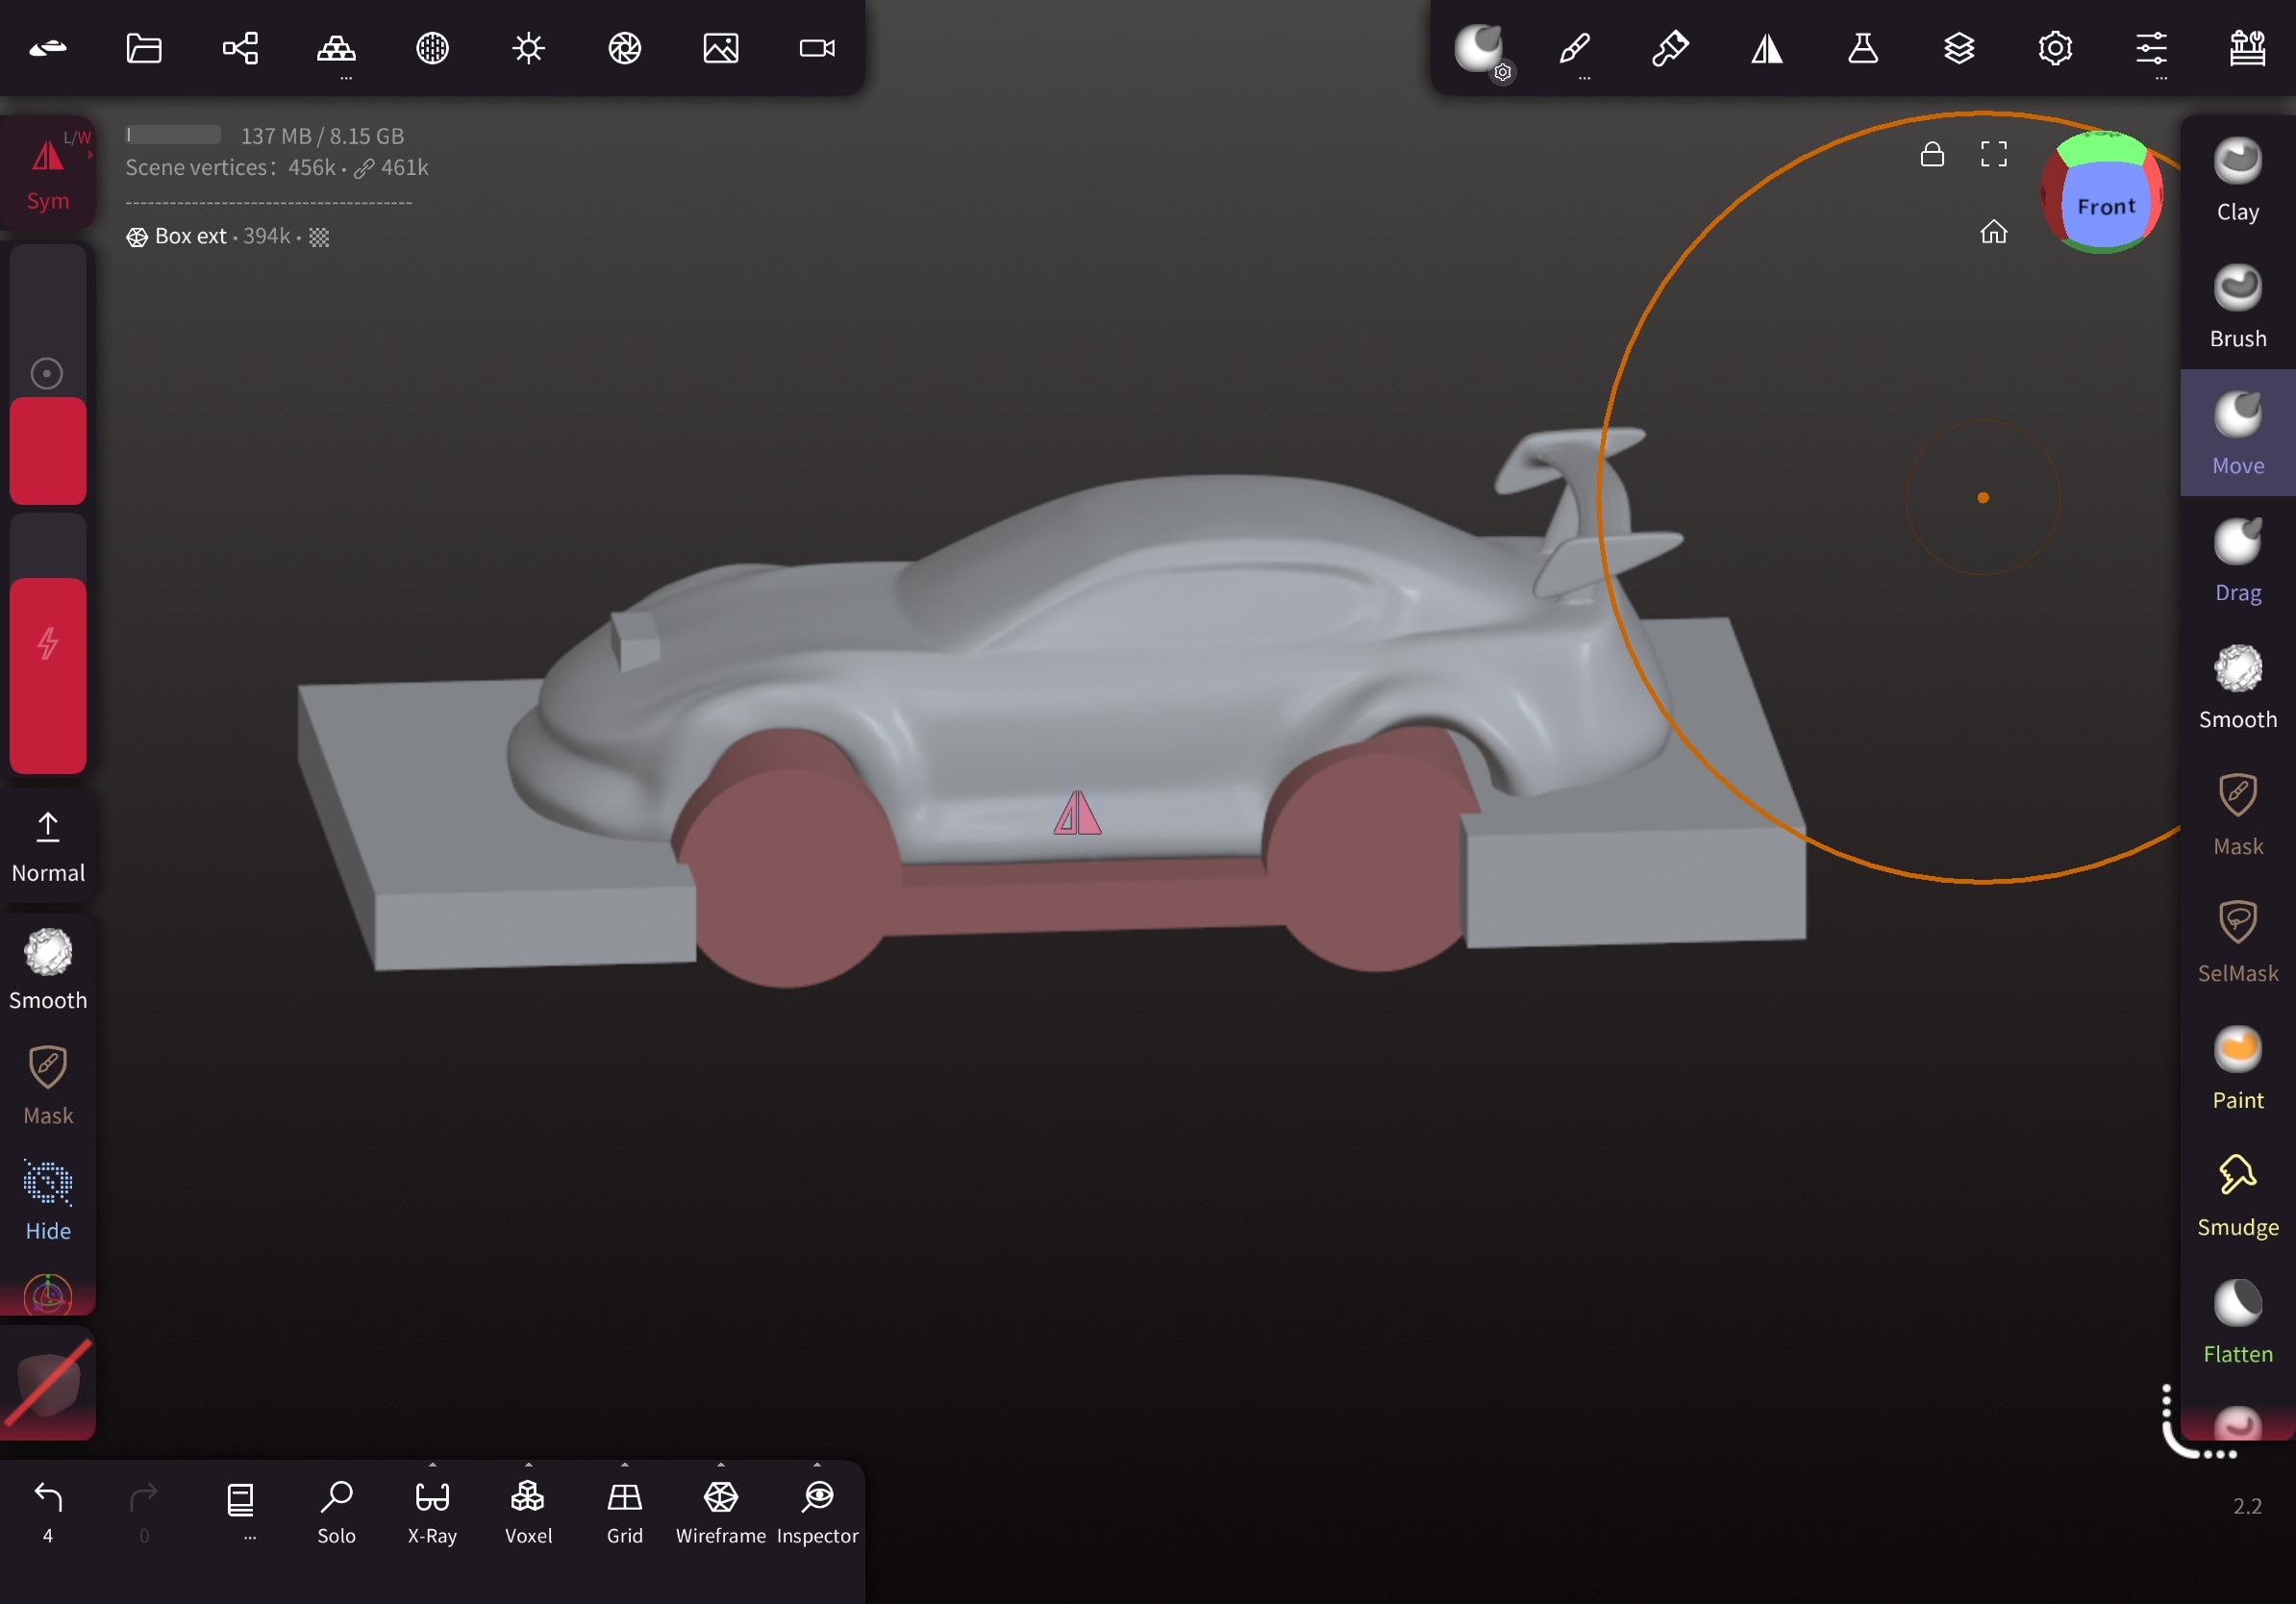 L/W
Sym
137 MB / 8.15 GB
Scene vertices: 456k • 461k
---------------------------------------
Box ext • 394k •
Front
Clay
Brush
Move
Drag
Smooth
Mask
SelMask
Paint
Smudge
Flatten
Normal
Smooth
Mask
Hide
4
0
...
Solo
X-Ray
Voxel
Grid
Wireframe
Inspector
2.2